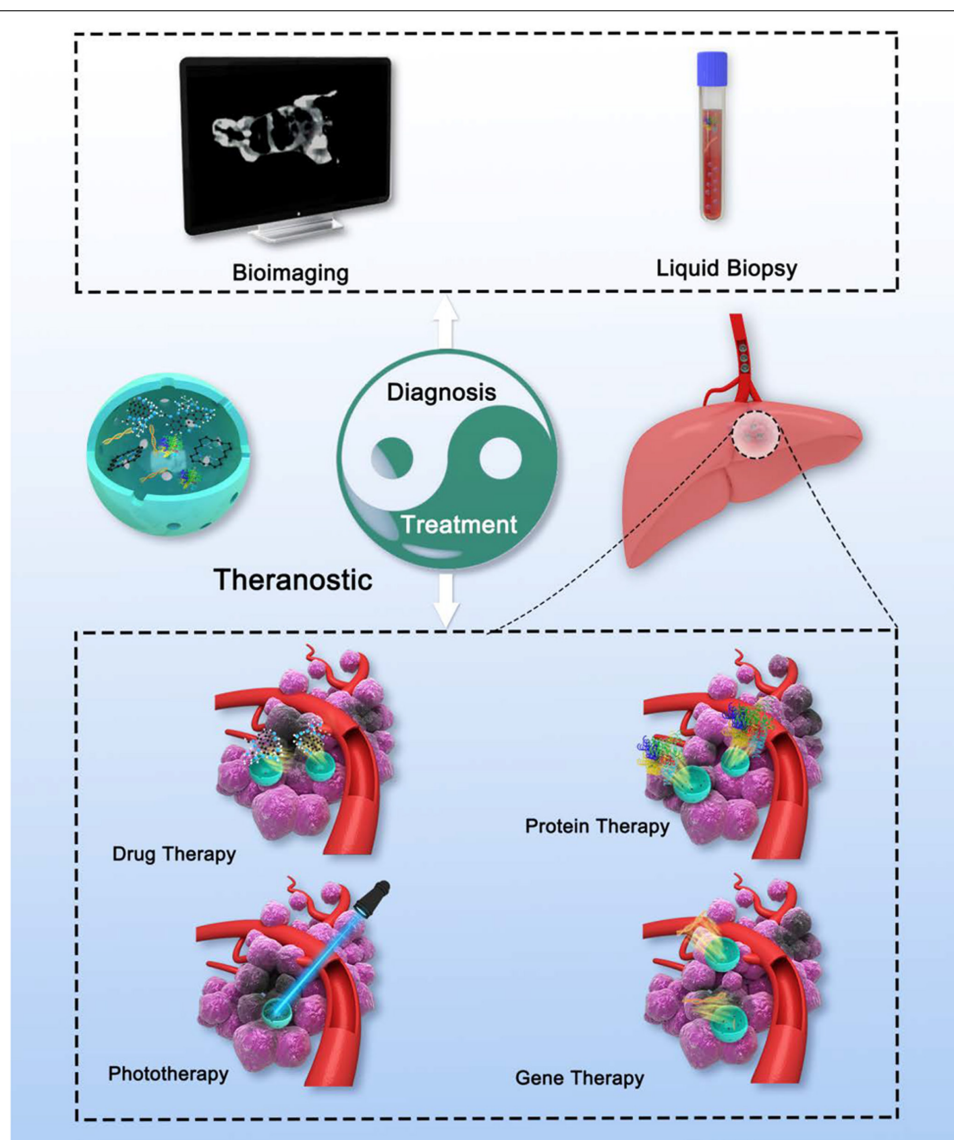 Bioimaging
Liquid Biopsy
Diagnosis
Treatment
Theranostic
Drug Therapy
Protein Therapy
Phototherapy
Gene Therapy